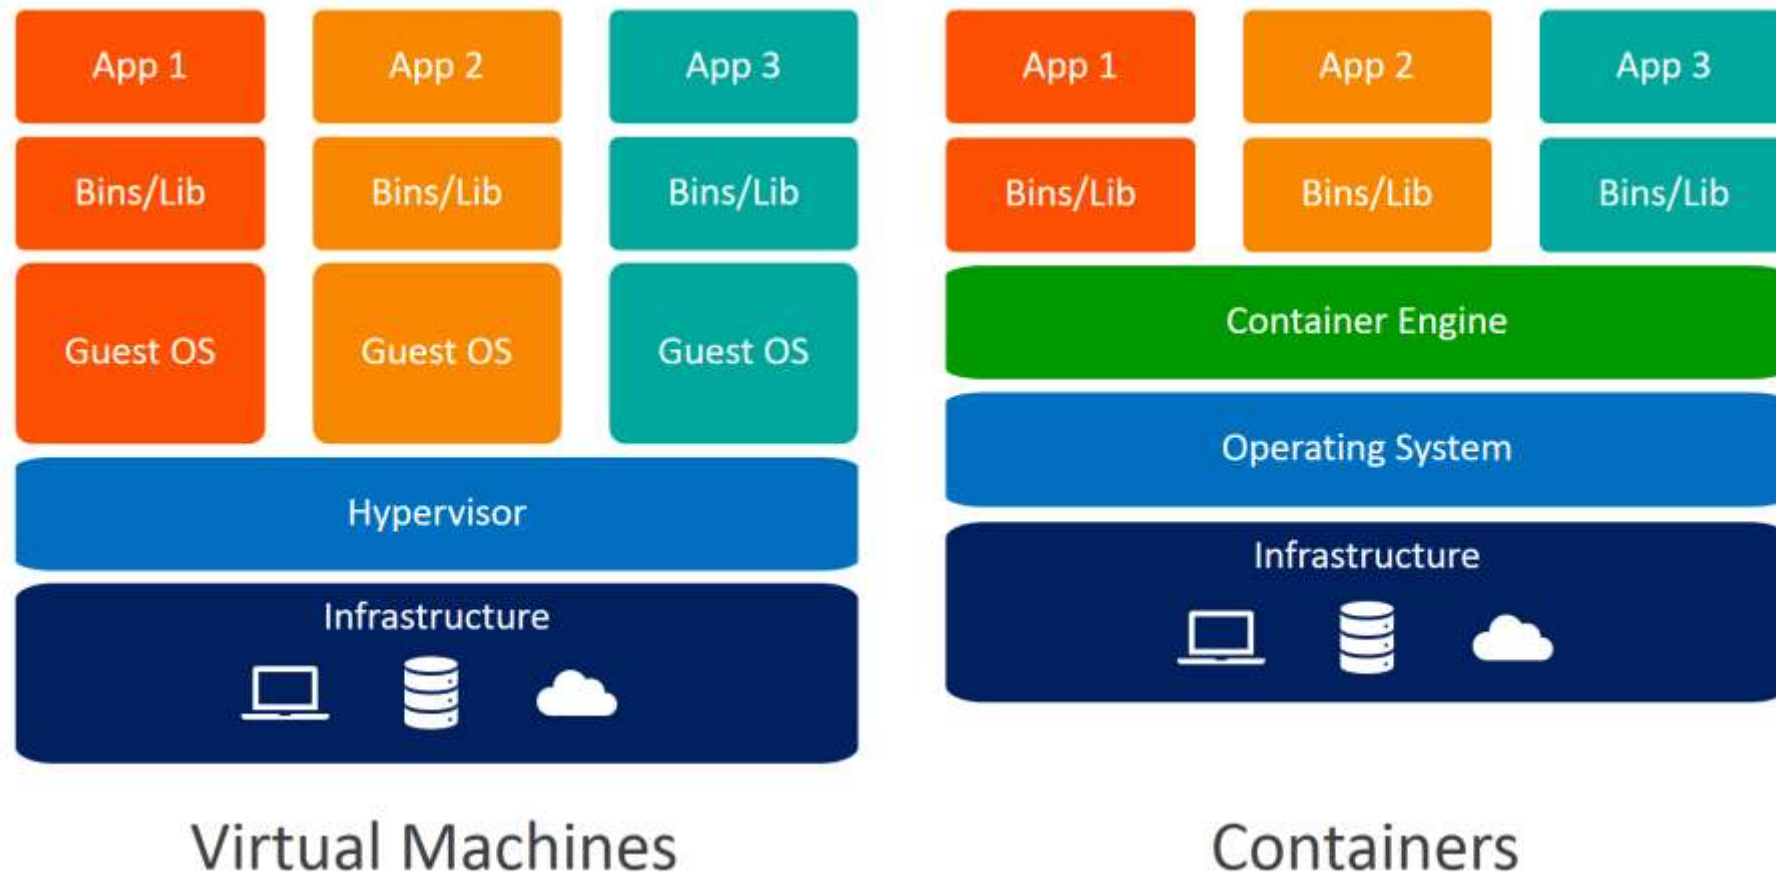 App 1
App 2
App 3
Bins/Lib
Bins/Lib
Bins/Lib
Guest OS
Guest OS
Guest OS
Hypervisor
Infrastructure
Virtual Machines
App 1
App 2
App 3
Bins/Lib
Bins/Lib
Bins/Lib
Container Engine
Operating System
Infrastructure
Containers